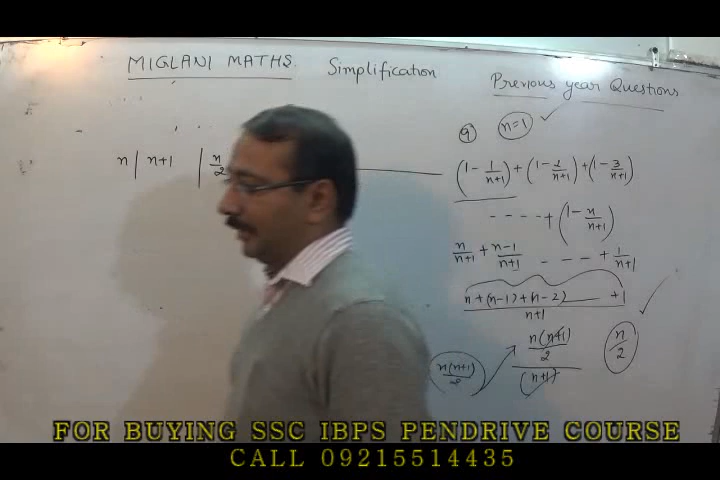 MIGLANI MATHS. Simplification Previous year Questions
9 n=1
n | n+1 | n/2
(1 - 1/(n+1)) + (1 - 2/(n+1)) + (1 - 3/(n+1))
- - - - + (1 - n/(n+1))
n/(n+1) + (n-1)/(n+1) - - - + 1/(n+1)
(n + (n-1) + (n-2) —— + 1)/(n+1)
n(n+1)/2 (n(n+1)/2)/(n+1) n/2
FOR BUYING SSC IBPS PENDRIVE COURSE
CALL 09215514435